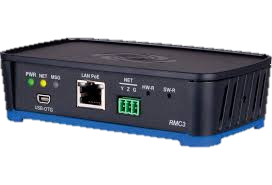 PWR NET MSG
LAN PoE
NET
Y Z G
HW-R SW-R
USB-OTG
RMC3